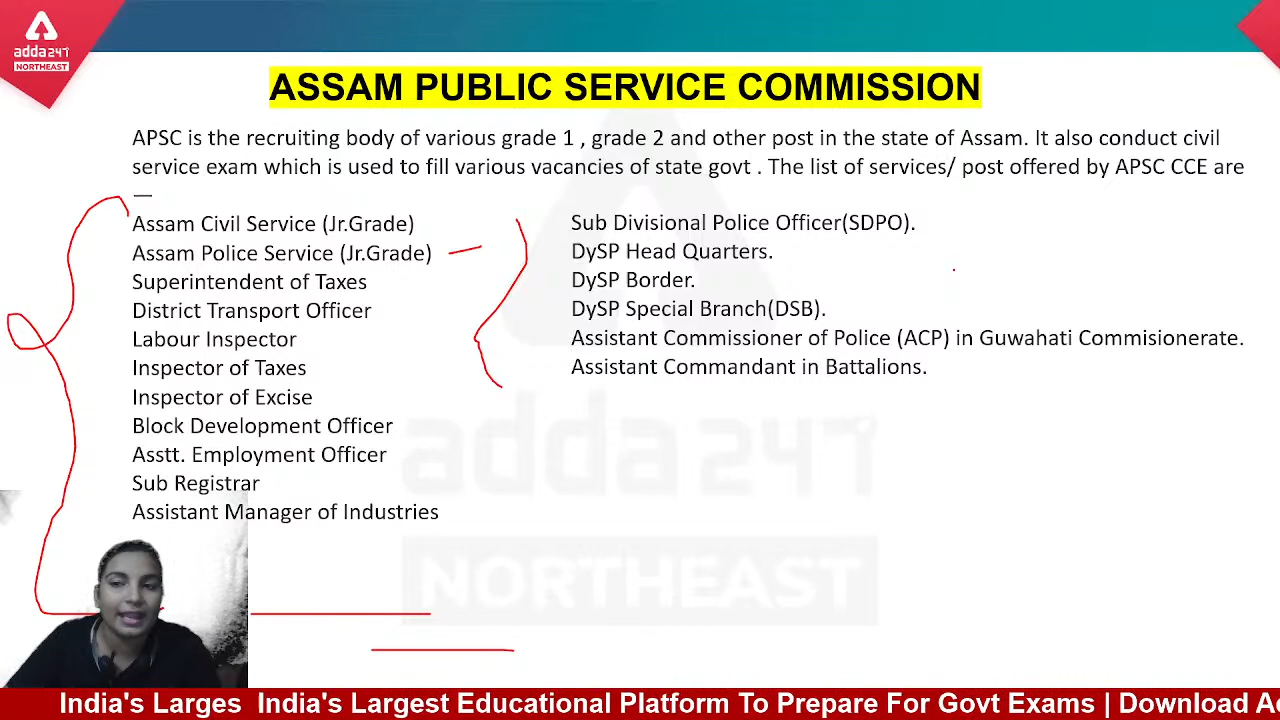 adda247
NORTHEAST
ASSAM PUBLIC SERVICE COMMISSION
APSC is the recruiting body of various grade 1 , grade 2 and other post in the state of Assam. It also conduct civil
service exam which is used to fill various vacancies of state govt . The list of services/ post offered by APSC CCE are
—
Assam Civil Service (Jr.Grade)
Assam Police Service (Jr.Grade)
Superintendent of Taxes
District Transport Officer
Labour Inspector
Inspector of Taxes
Inspector of Excise
Block Development Officer
Asstt. Employment Officer
Sub Registrar
Assistant Manager of Industries
Sub Divisional Police Officer(SDPO).
DySP Head Quarters.
DySP Border.
DySP Special Branch(DSB).
Assistant Commissioner of Police (ACP) in Guwahati Commisionerate.
Assistant Commandant in Battalions.
adda247
NORTHEAST
India's Larges India's Largest Educational Platform To Prepare For Govt Exams | Download A